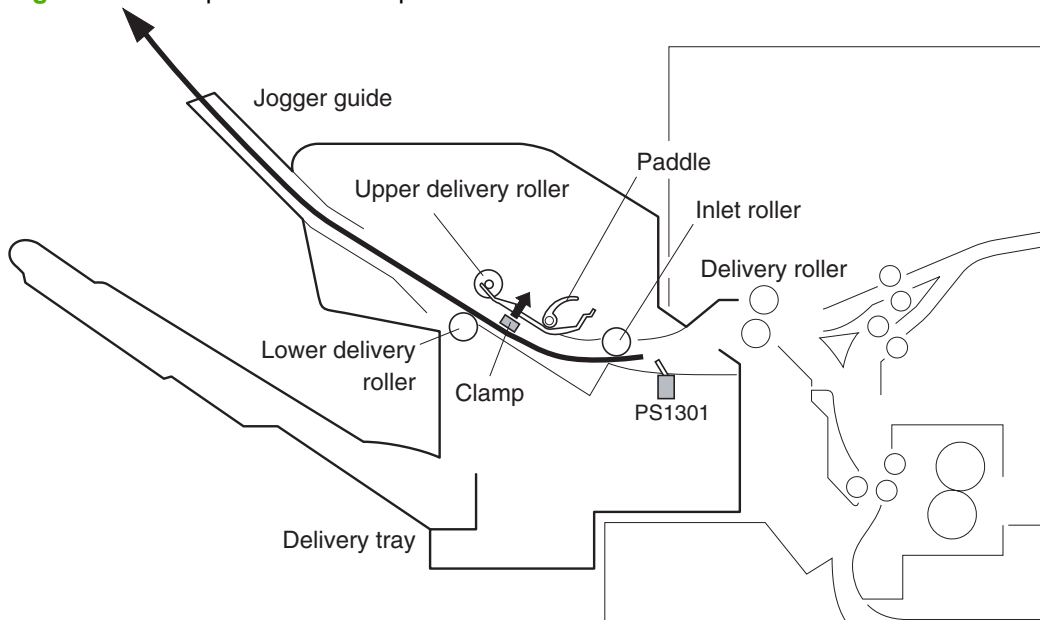 Jogger guide
Paddle
Upper delivery roller
Inlet roller
Delivery roller
Lower delivery
roller
Clamp
PS1301
Delivery tray